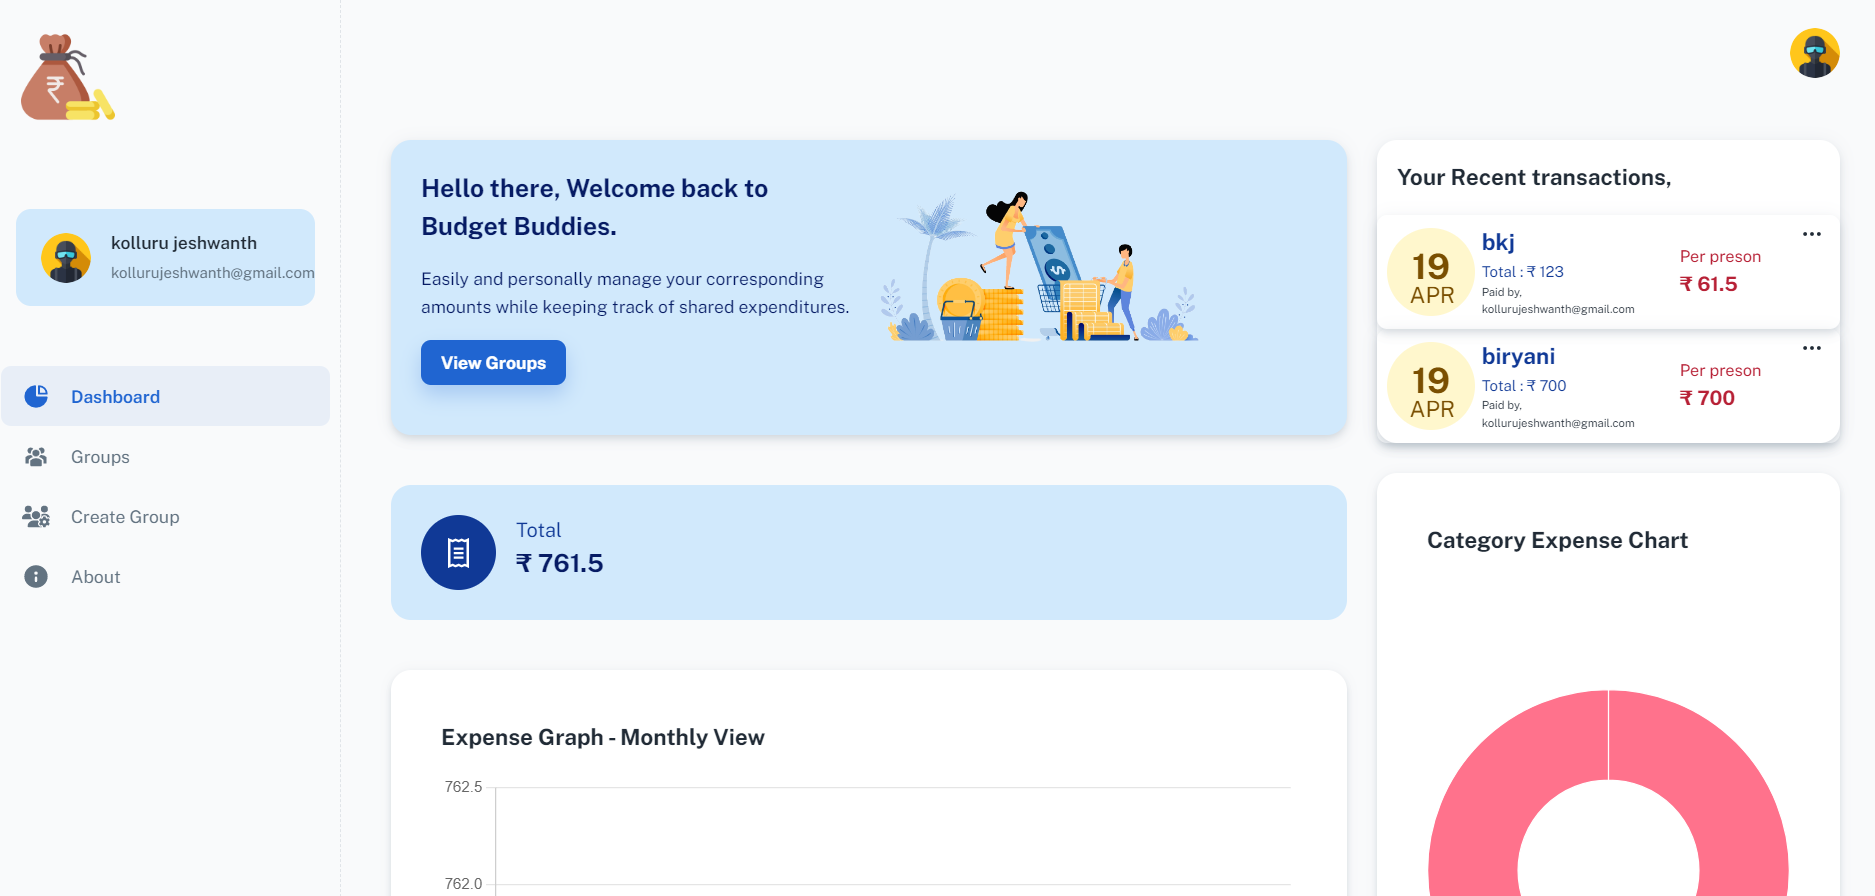 ₹
kolluru jeshwanth
kollurujeshwanth@gmail.com
Dashboard
Groups
Create Group
About
Hello there, Welcome back to
Budget Buddies.
Easily and personally manage your corresponding
amounts while keeping track of shared expenditures.
View Groups
$
Total
₹ 761.5
Expense Graph - Monthly View
762.5
762.0
Your Recent transactions,
19
APR
bkj
Total : ₹ 123
Paid by,
kollurujeshwanth@gmail.com
Per preson
₹ 61.5
19
APR
biryani
Total : ₹ 700
Paid by,
kollurujeshwanth@gmail.com
Per preson
₹ 700
Category Expense Chart